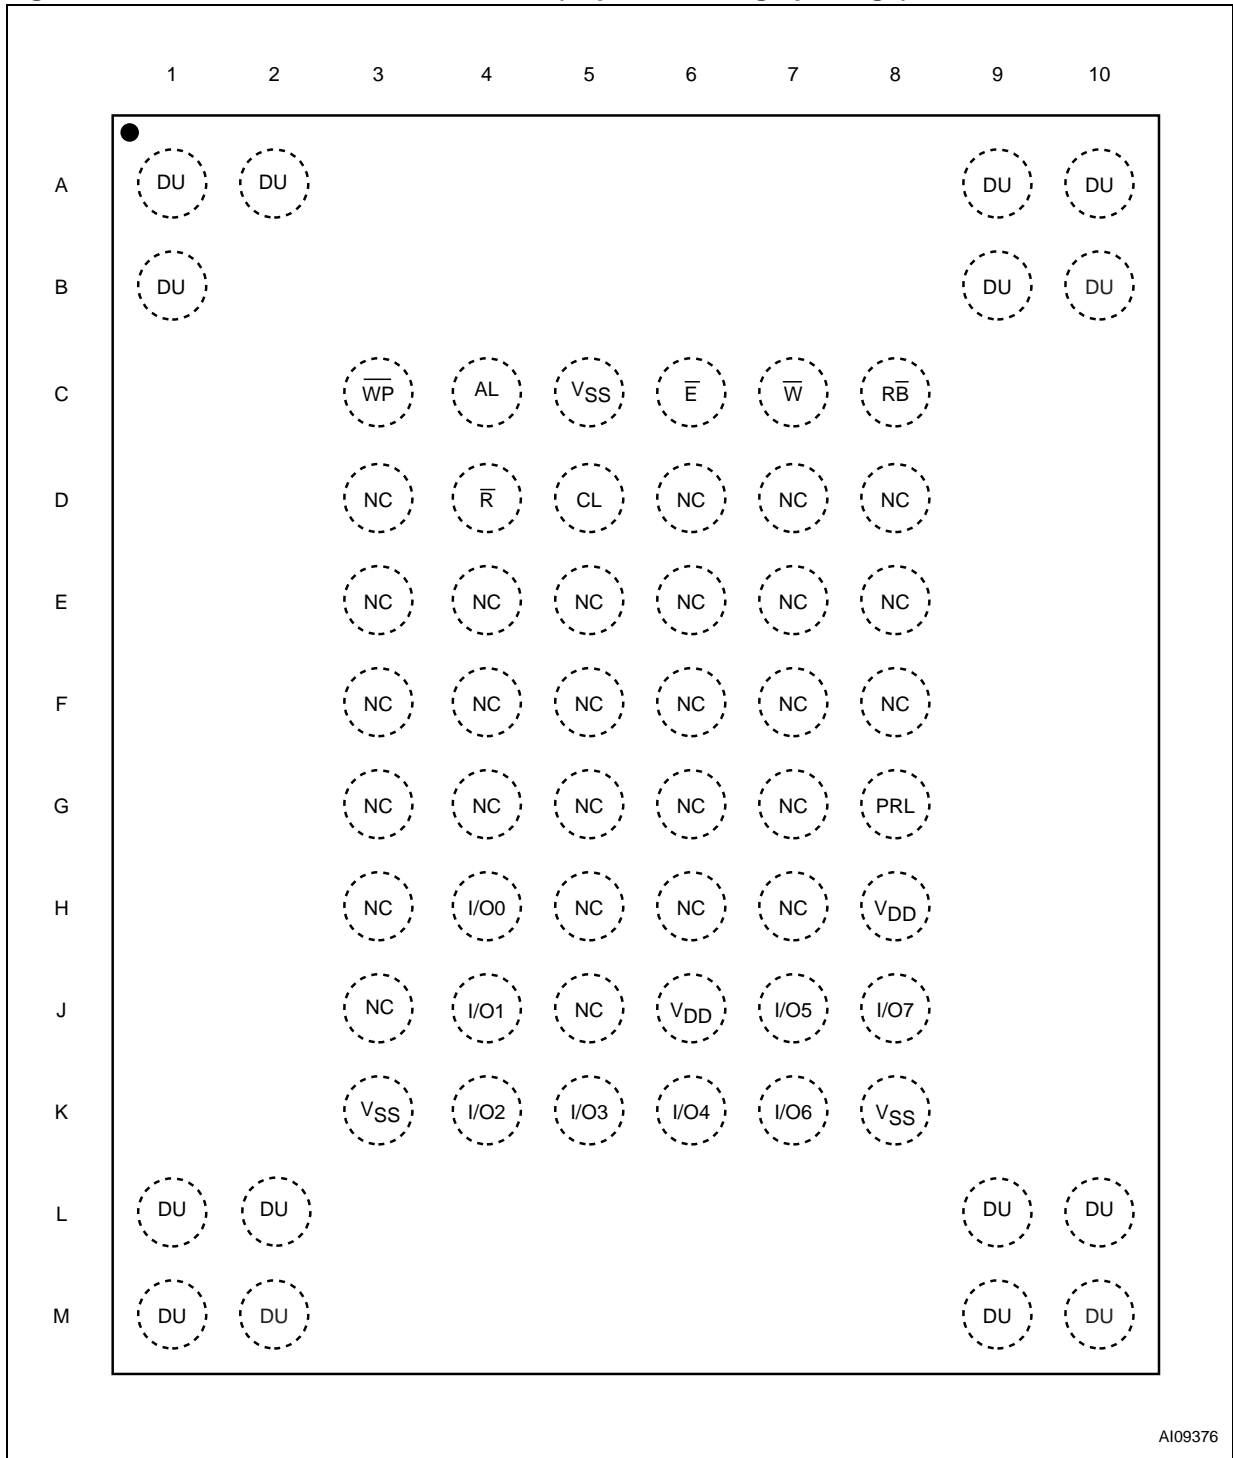 1 2 3 4 5 6 7 8 9 10
A DU DU DU DU
B DU DU DU
C W̅P̅ AL VSS E̅ W̅ RB̅
D NC R̅ CL NC NC NC
E NC NC NC NC NC NC
F NC NC NC NC NC NC
G NC NC NC NC NC PRL
H NC I/O0 NC NC NC VDD
J NC I/O1 NC VDD I/O5 I/O7
K VSS I/O2 I/O3 I/O4 I/O6 VSS
L DU DU DU DU
M DU DU DU DU
AI09376